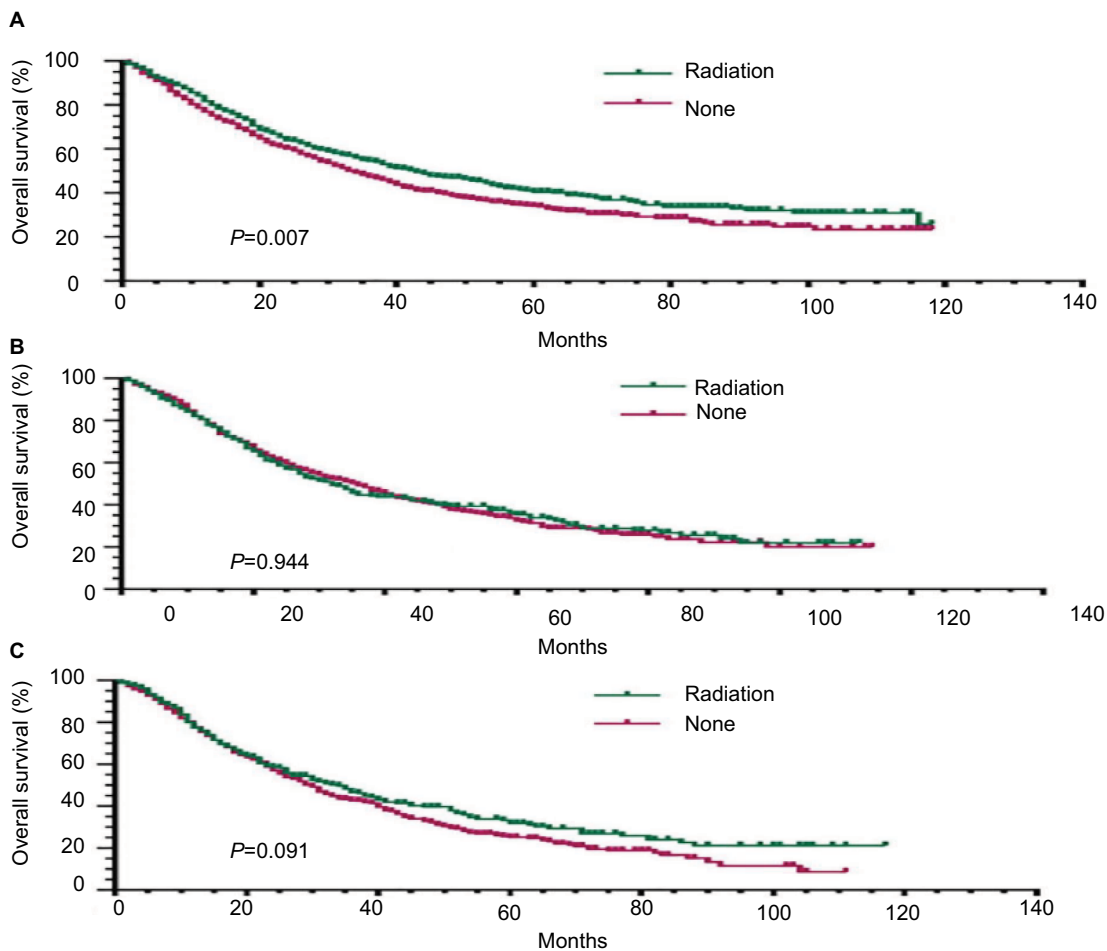 A
Overall survival (%)
100
80
60
40
20
0
Radiation
None
P=0.007
0 20 40 60 80 100 120 140
Months
B
Overall survival (%)
100
80
60
40
20
0
Radiation
None
P=0.944
0 20 40 60 80 100 120 140
Months
C
Overall survival (%)
100
80
60
40
20
0
Radiation
None
P=0.091
0 20 40 60 80 100 120 140
Months